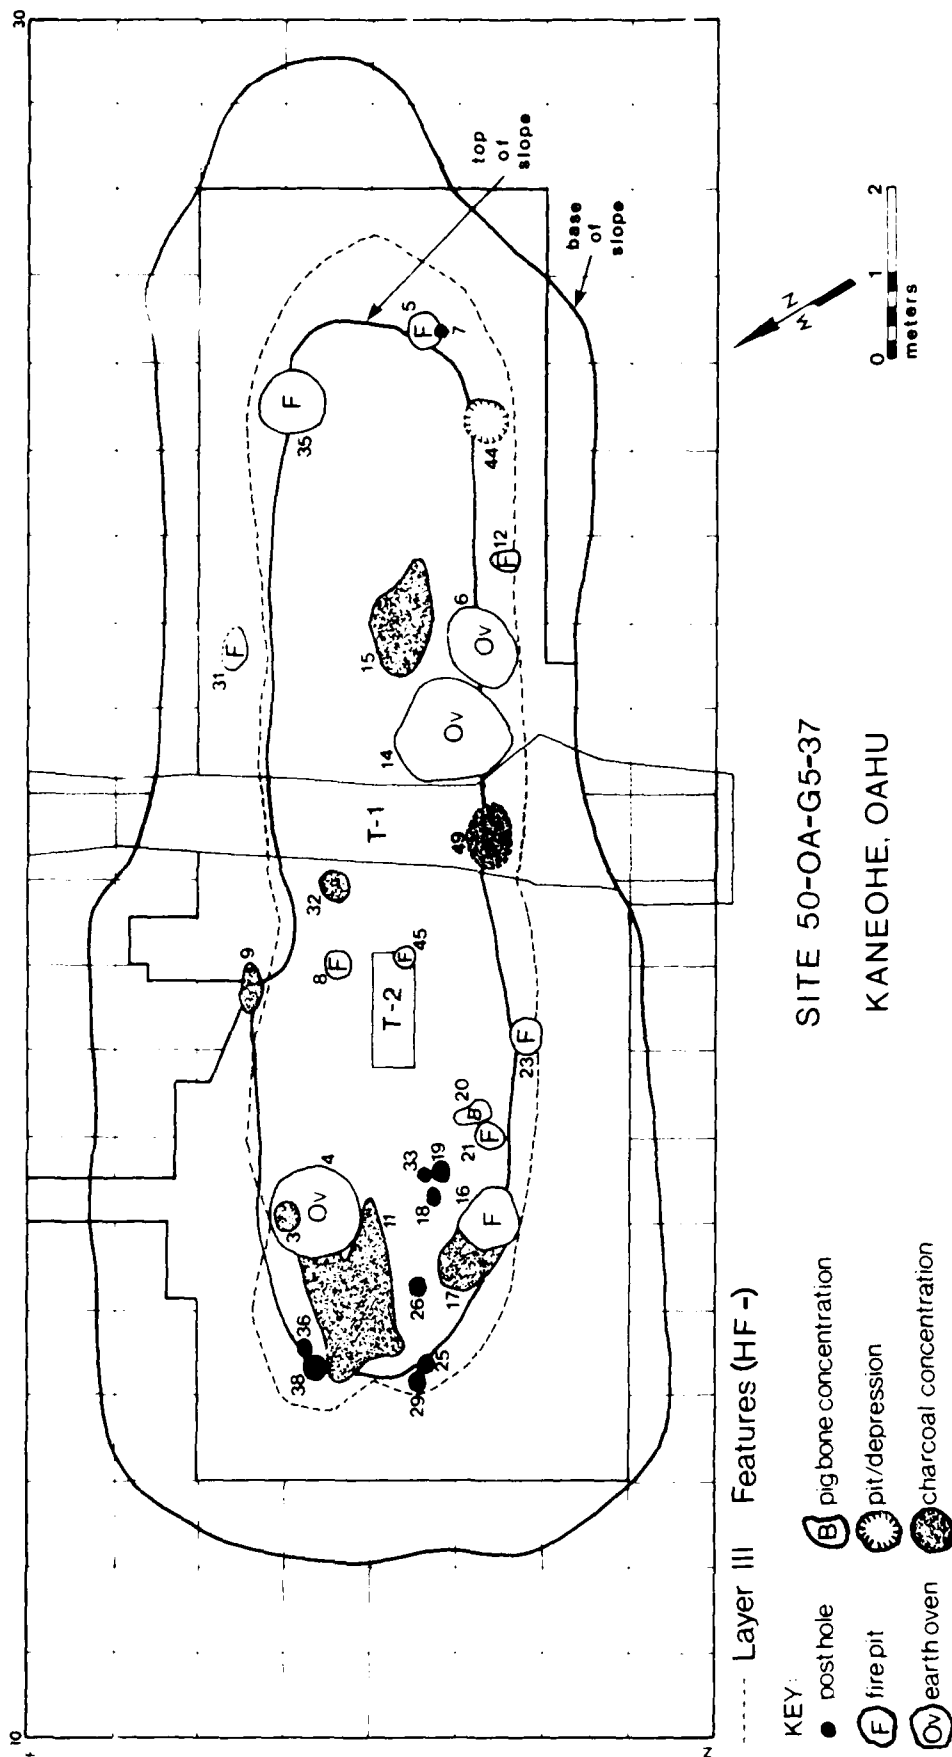 30
10
top
of
slope
base
of
slope
F
35
F
5
7
44
F
12
F
31
15
6
Ov
14
Ov
T-1
49
32
9
8
F
45
F
T-2
F
23
20
B
21
F
33
19
18
4
Ov
3
11
16
F
17
26
36
38
25
29
N
M
0 1 2
meters
SITE 50-OA-G5-37
KANEOHE, OAHU
Layer III Features (HF-)
KEY:
post hole
F fire pit
Ov earth oven
B pig bone concentration
pit/depression
charcoal concentration